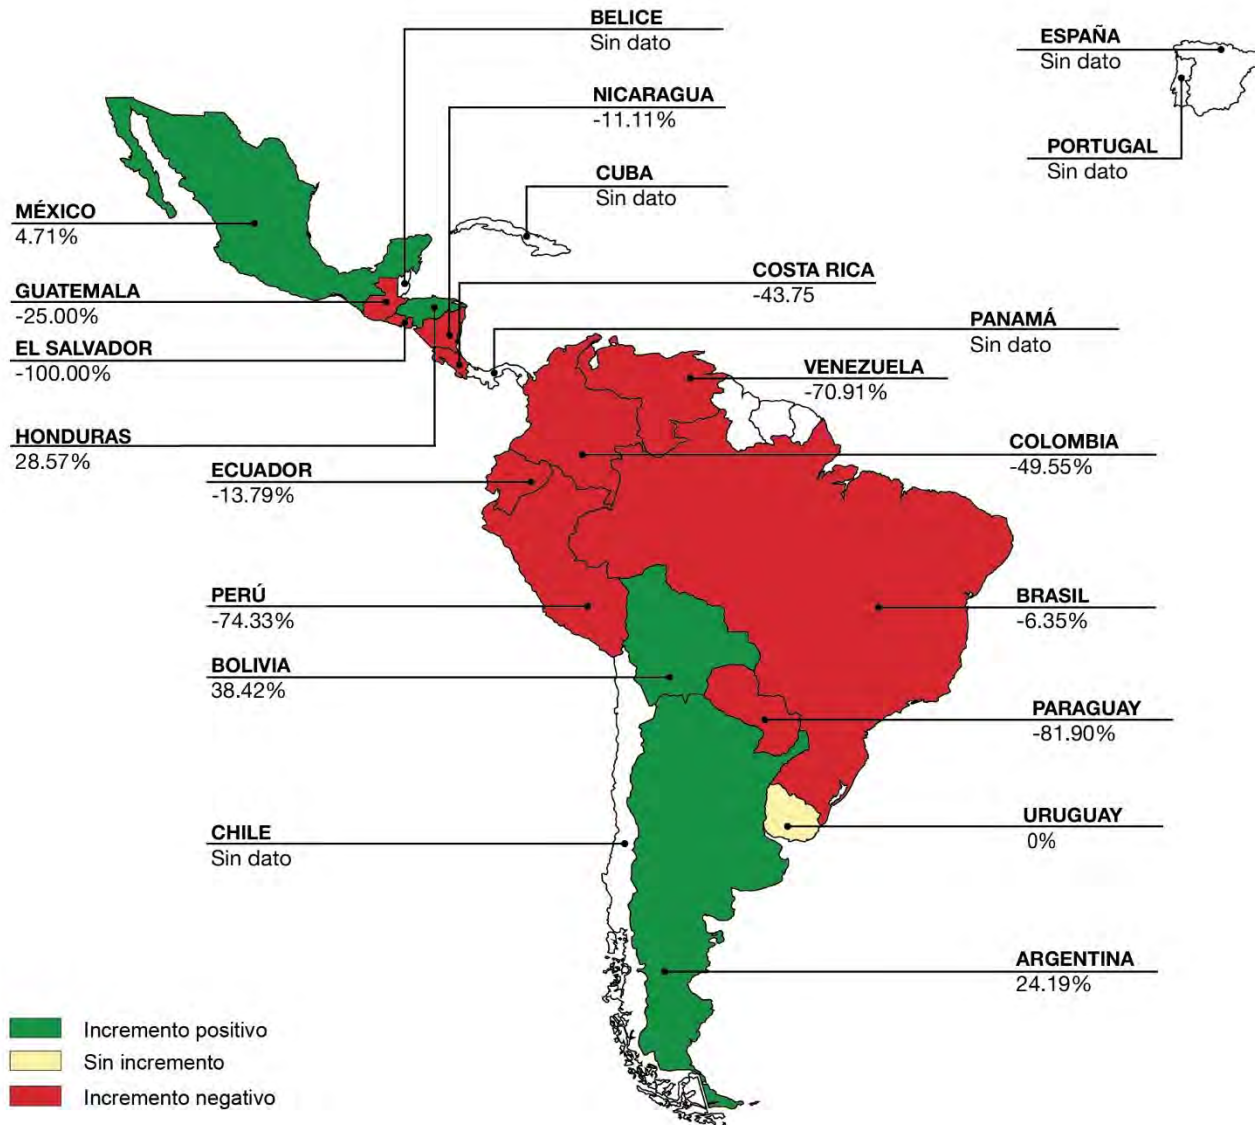 BELICE
Sin dato
ESPAÑA
Sin dato
NICARAGUA
-11.11%
PORTUGAL
Sin dato
CUBA
Sin dato
MÉXICO
4.71%
COSTA RICA
-43.75
GUATEMALA
-25.00%
PANAMÁ
Sin dato
EL SALVADOR
-100.00%
VENEZUELA
-70.91%
HONDURAS
28.57%
COLOMBIA
-49.55%
ECUADOR
-13.79%
PERÚ
-74.33%
BRASIL
-6.35%
BOLIVIA
38.42%
PARAGUAY
-81.90%
CHILE
Sin dato
URUGUAY
0%
ARGENTINA
24.19%
Incremento positivo
Sin incremento
Incremento negativo